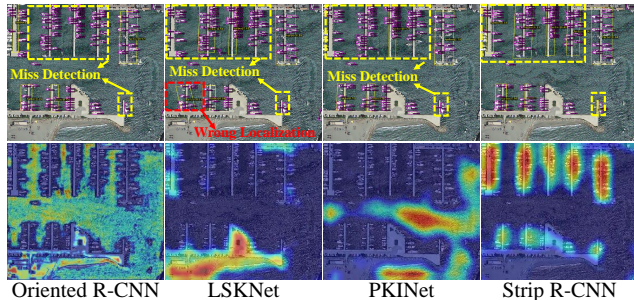 Miss Detection
Miss Detection
Miss Detection
Wrong Localization
Oriented R-CNN
LSKNet
PKINet
Strip R-CNN